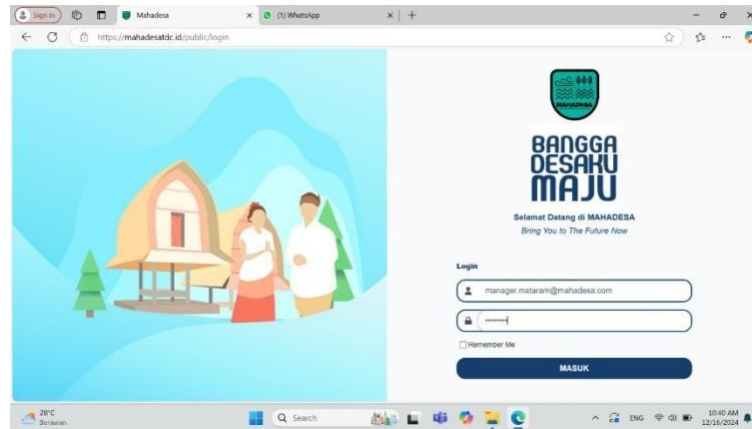 Sign in
Mahadesa
(1) WhatsApp
https://mahadesatdc.id/public/login
MAHADESA
BANGGA
DESAKU
MAJU
Selamat Datang di MAHADESA
Bring You to The Future Now
Login
manager.mataram@mahadesa.com
Remember Me
MASUK
28°C
Berawan
Search
ENG
10:40 AM
12/16/2024